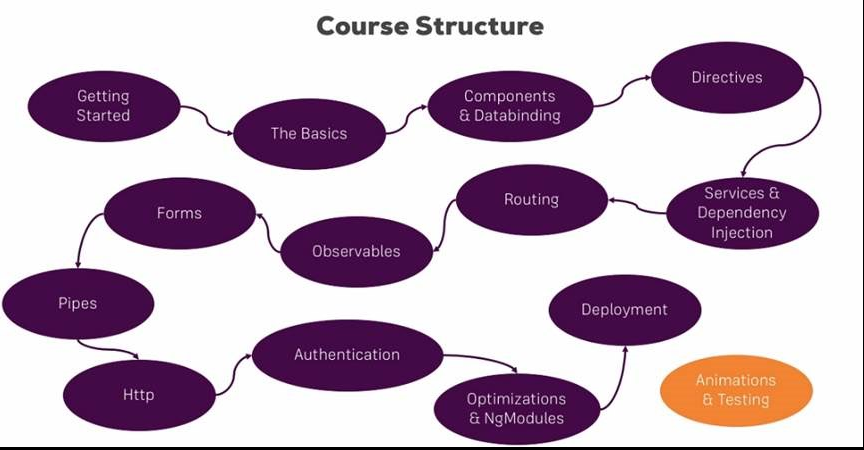 Course Structure
Getting
Started
The Basics
Components
& Databinding
Directives
Services &
Dependency
Injection
Routing
Observables
Forms
Pipes
Http
Authentication
Optimizations
& NgModules
Deployment
Animations
& Testing